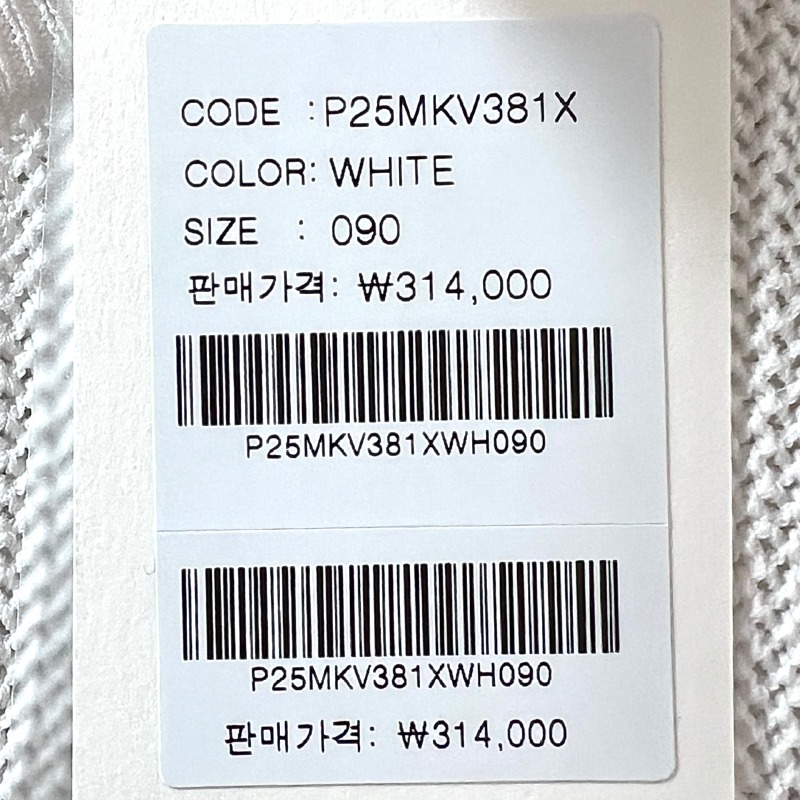 CODE : P25MKV381X
COLOR: WHITE
SIZE : 090
판매가격: ₩314,000
P25MKV381XWH090
P25MKV381XWH090
판매가격: ₩314,000